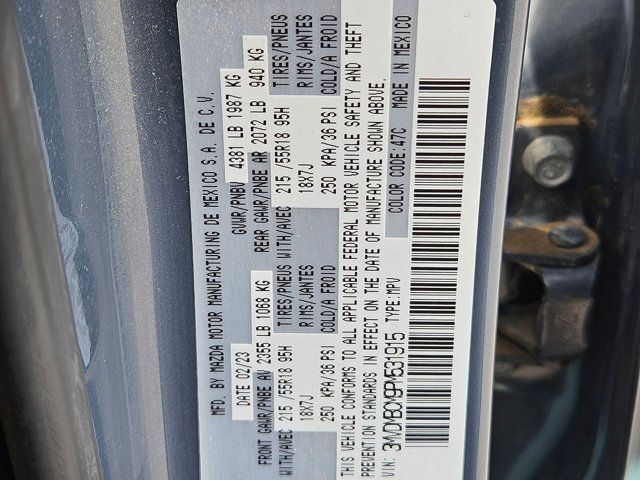 MFD. BY MAZDA MOTOR MANUFACTURING DE MEXICO S.A. DE C.V.
DATE 02/23 GVWR/PNBV 4381 LB 1987 KG
FRONT GAWR/PNBE AV 2355 LB 1068 KG REAR GAWR/PNBE AR 2072 LB 940 KG
WITH/AVEC 215 /55R18 95H TIRES/PNEUS WITH/AVEC 215 /55R18 95H TIRES/PNEUS
18X7J RIMS/JANTES 18X7J RIMS/JANTES
250 KPA/36 PSI COLD/A FROID 250 KPA/36 PSI COLD/A FROID
THIS VEHICLE CONFORMS TO ALL APPLICABLE FEDERAL MOTOR VEHICLE SAFETY AND THEFT
PREVENTION STANDARDS IN EFFECT ON THE DATE OF MANUFACTURE SHOWN ABOVE.
VIN: 3MVDMBCM9PM531915 TYPE:MPV COLOR CODE:47C MADE IN MEXICO